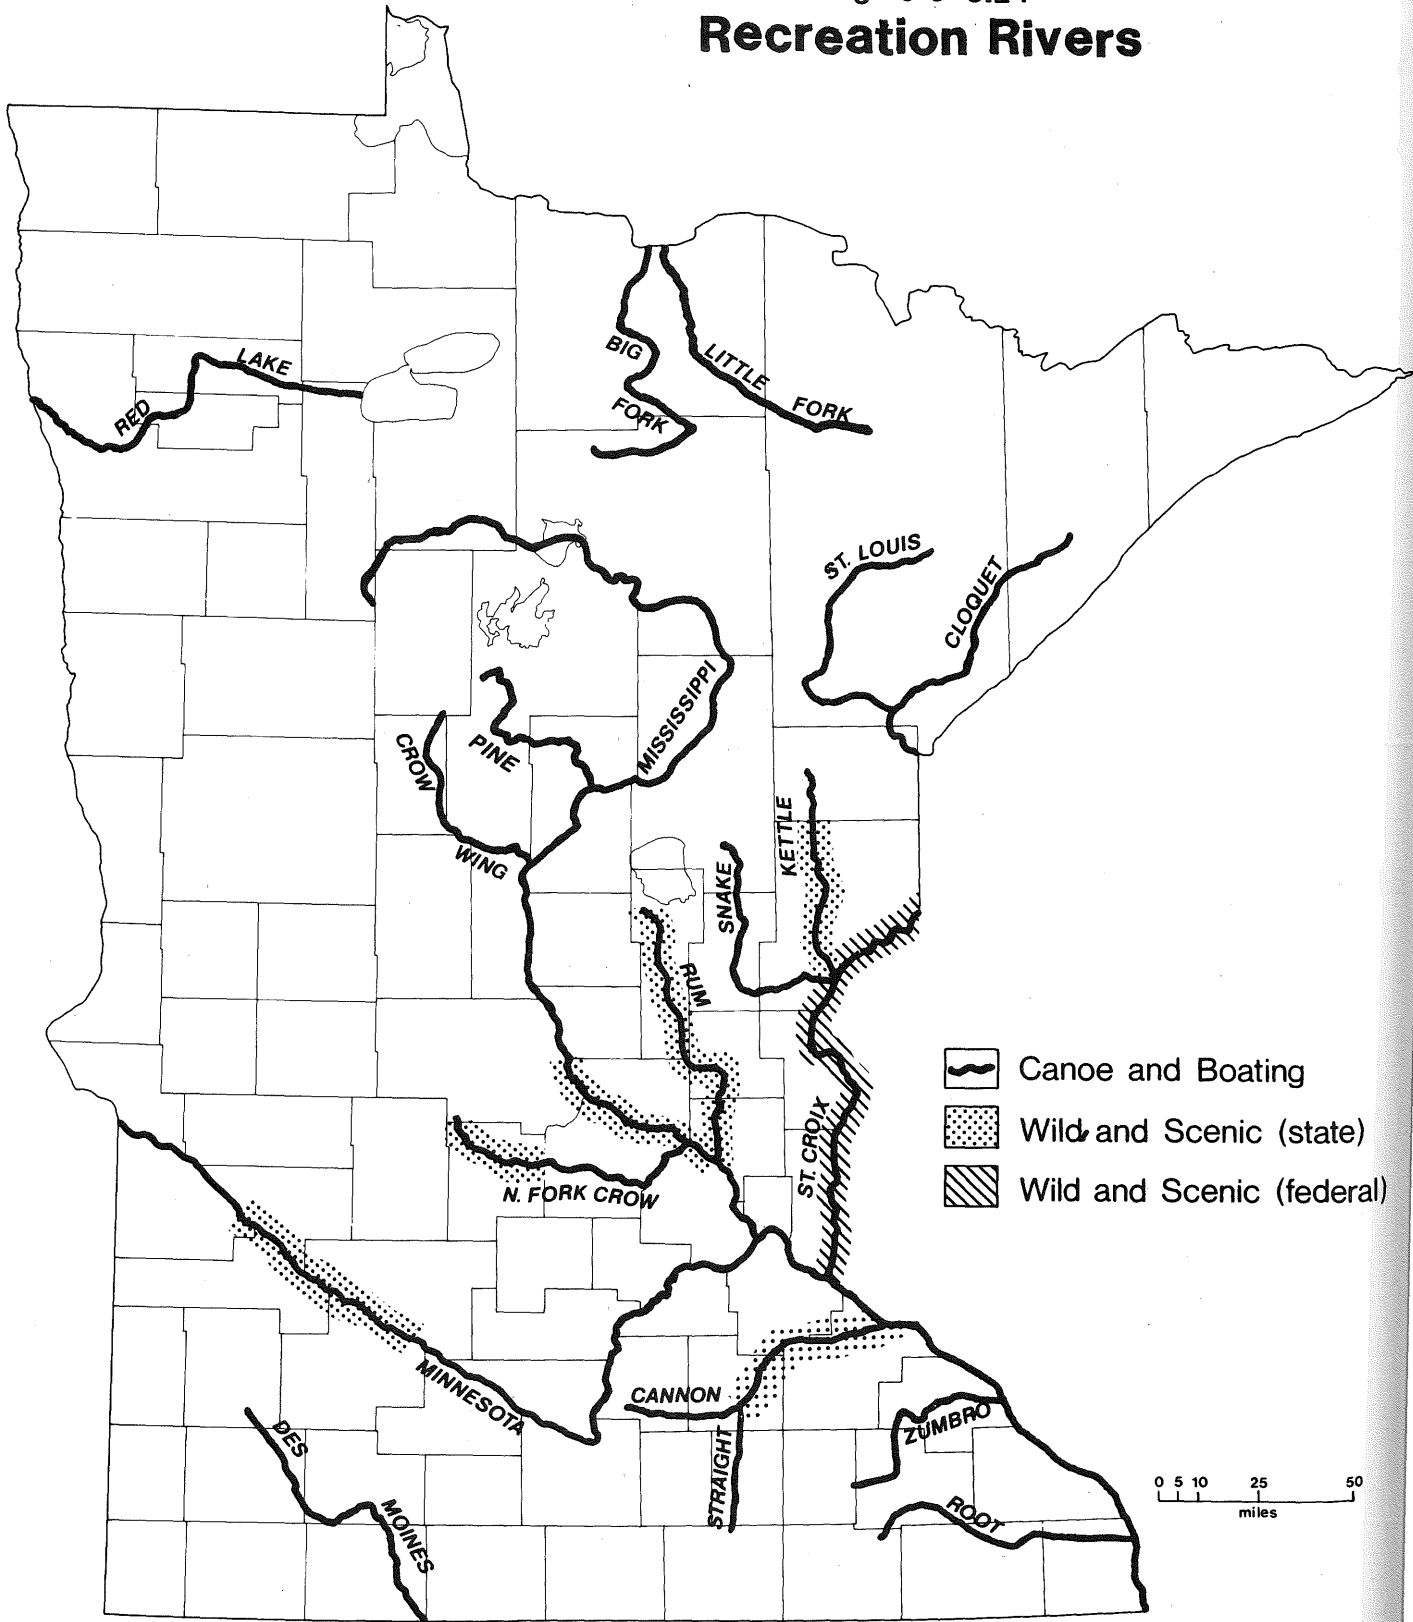 Recreation Rivers
BIG
FORK
LITTLE
FORK
RED
LAKE
ST. LOUIS
CLOQUET
MISSISSIPPI
PINE
CROW
WING
KETTLE
SNAKE
RUM
ST. CROIX
N. FORK CROW
MINNESOTA
CANNON
STRAIGHT
ZUMBRO
ROOT
DES
MOINES
Canoe and Boating
Wild and Scenic (state)
Wild and Scenic (federal)
0 5 10 25 50
miles